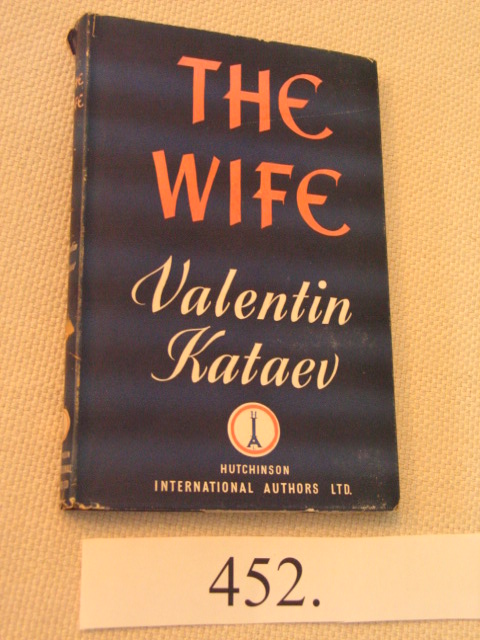 THE
WIFE
Valentin
Kataev
HUTCHINSON
INTERNATIONAL AUTHORS LTD.
452.